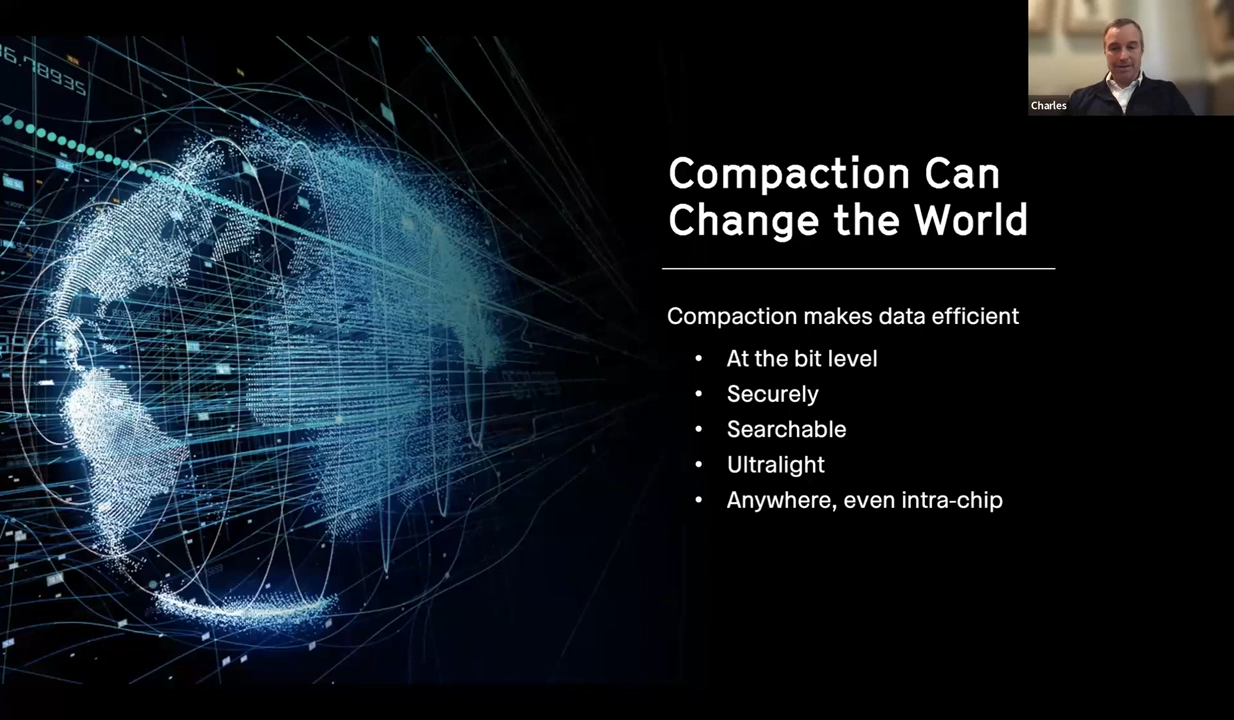 Charles
Compaction Can
Change the World
Compaction makes data efficient
• At the bit level
• Securely
• Searchable
• Ultralight
• Anywhere, even intra-chip